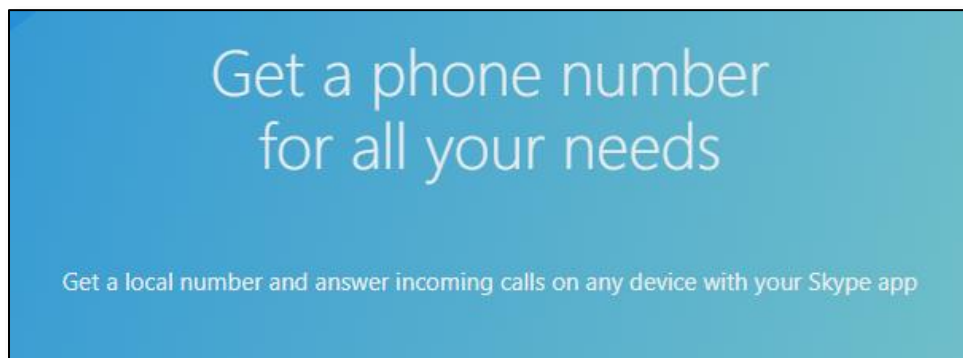 Get a phone number
for all your needs
Get a local number and answer incoming calls on any device with your Skype app